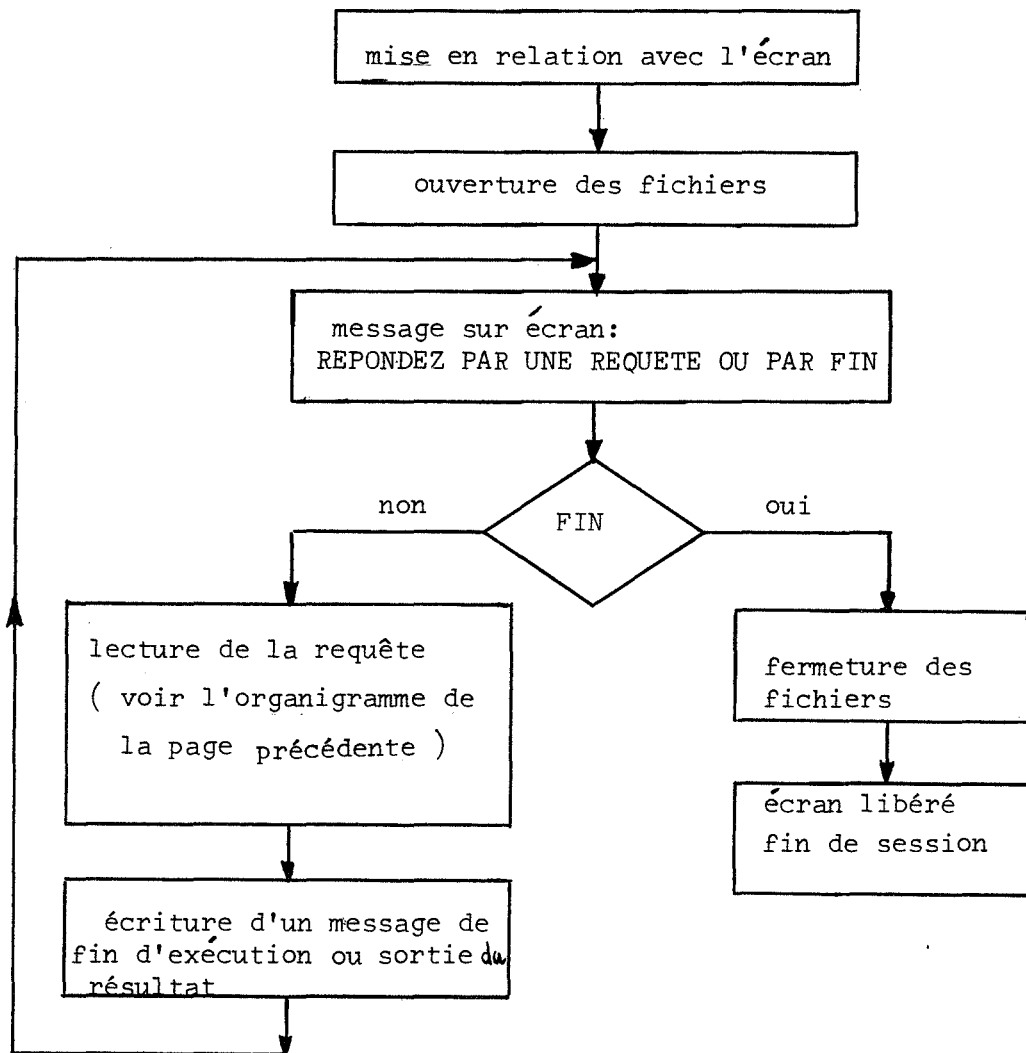 mise en relation avec l'écran
ouverture des fichiers
message sur écran:
REPONDEZ PAR UNE REQUETE OU PAR FIN
non
FIN
oui
lecture de la requête
( voir l'organigramme de
la page précédente )
fermeture des
fichiers
écran libéré
fin de session
écriture d'un message de
fin d'exécution ou sortie du
résultat